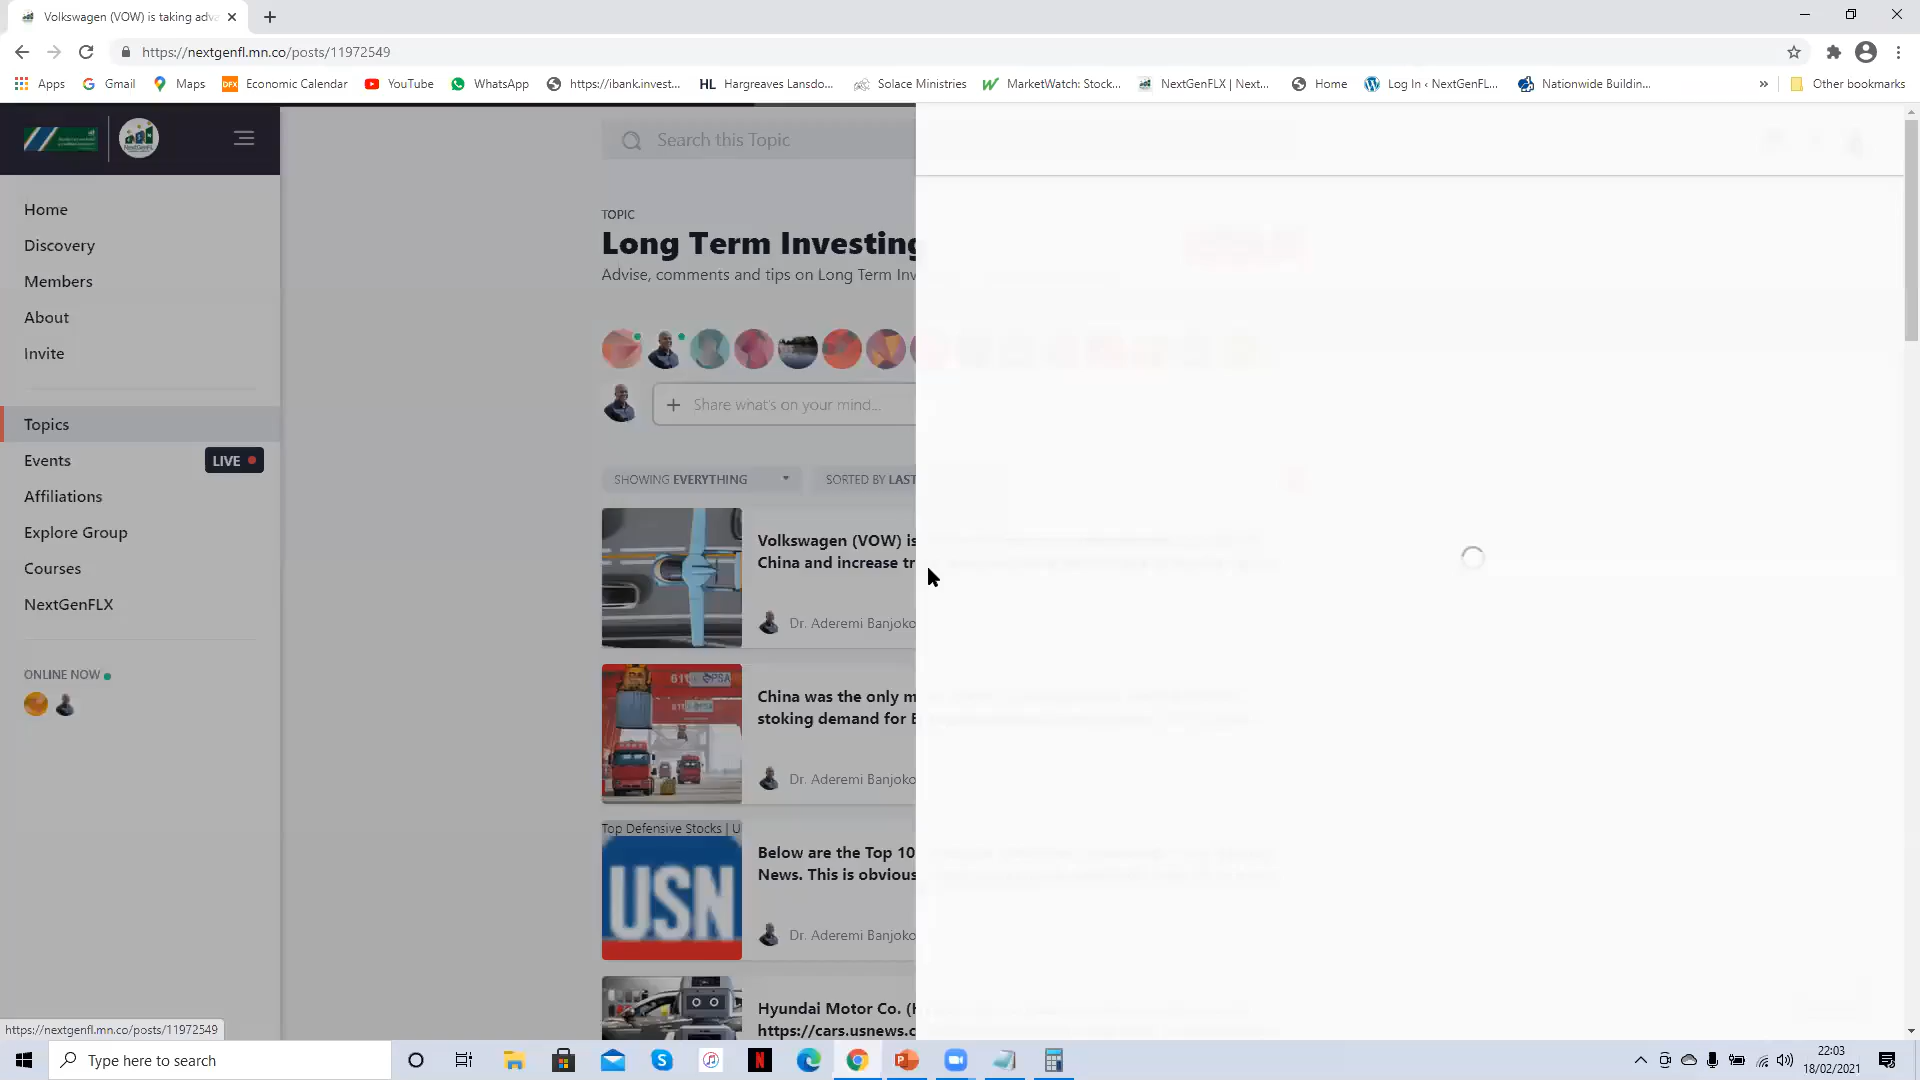 Volkswagen (VOW) is taking adva
https://nextgenfl.mn.co/posts/11972549
Apps
Gmail
Maps
Economic Calendar
YouTube
WhatsApp
https://ibank.invest...
HL
Hargreaves Lansdo...
Solace Ministries
MarketWatch: Stock...
NextGenFLX | Next...
Home
Log In ‹ NextGenFL...
Nationwide Buildin...
»
Other bookmarks
Search this Topic
Home
Discovery
Members
About
Invite
Topics
Events
LIVE
Affiliations
Explore Group
Courses
NextGenFLX
ONLINE NOW
TOPIC
Long Term Investing
Advise, comments and tips on Long Term Inv
+ Share what's on your mind...
SHOWING EVERYTHING
SORTED BY LAST
Volkswagen (VOW) is
China and increase tr
Dr. Aderemi Banjoko
China was the only m
stoking demand for E
Dr. Aderemi Banjoko
Top Defensive Stocks | U
USN
Below are the Top 10
News. This is obvious
Dr. Aderemi Banjoko
Hyundai Motor Co. (H
https://cars.usnews.c
https://nextgenfl.mn.co/posts/11972549
Type here to search
22:03
18/02/2021